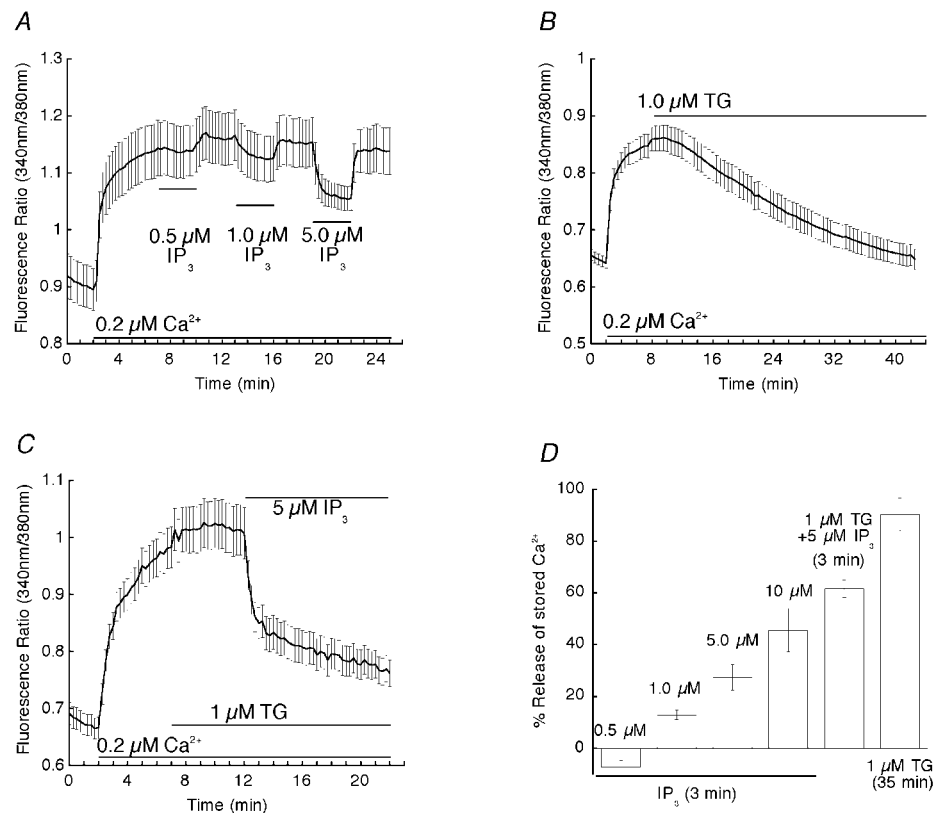 A
Fluorescence Ratio (340nm/380nm)
1.3
1.2
1.1
1
0.9
0.8
0.5 µM
IP3
1.0 µM
IP3
5.0 µM
IP3
0.2 µM Ca²⁺
0 4 8 12 16 20 24
Time (min)
B
Fluorescence Ratio (340nm/380nm)
1
0.9
0.8
0.7
0.6
0.5
1.0 µM TG
0.2 µM Ca²⁺
0 8 16 24 32 40
Time (min)
C
Fluorescence Ratio (340nm/380nm)
1.1
1.0
0.9
0.8
0.7
0.6
5 µM IP3
1 µM TG
0.2 µM Ca²⁺
0 4 8 12 16 20
Time (min)
D
% Release of stored Ca²⁺
100
80
60
40
20
0
0.5 µM
1.0 µM
5.0 µM
10 µM
1 µM TG
+5 µM IP3
(3 min)
1 µM TG
(35 min)
IP3 (3 min)